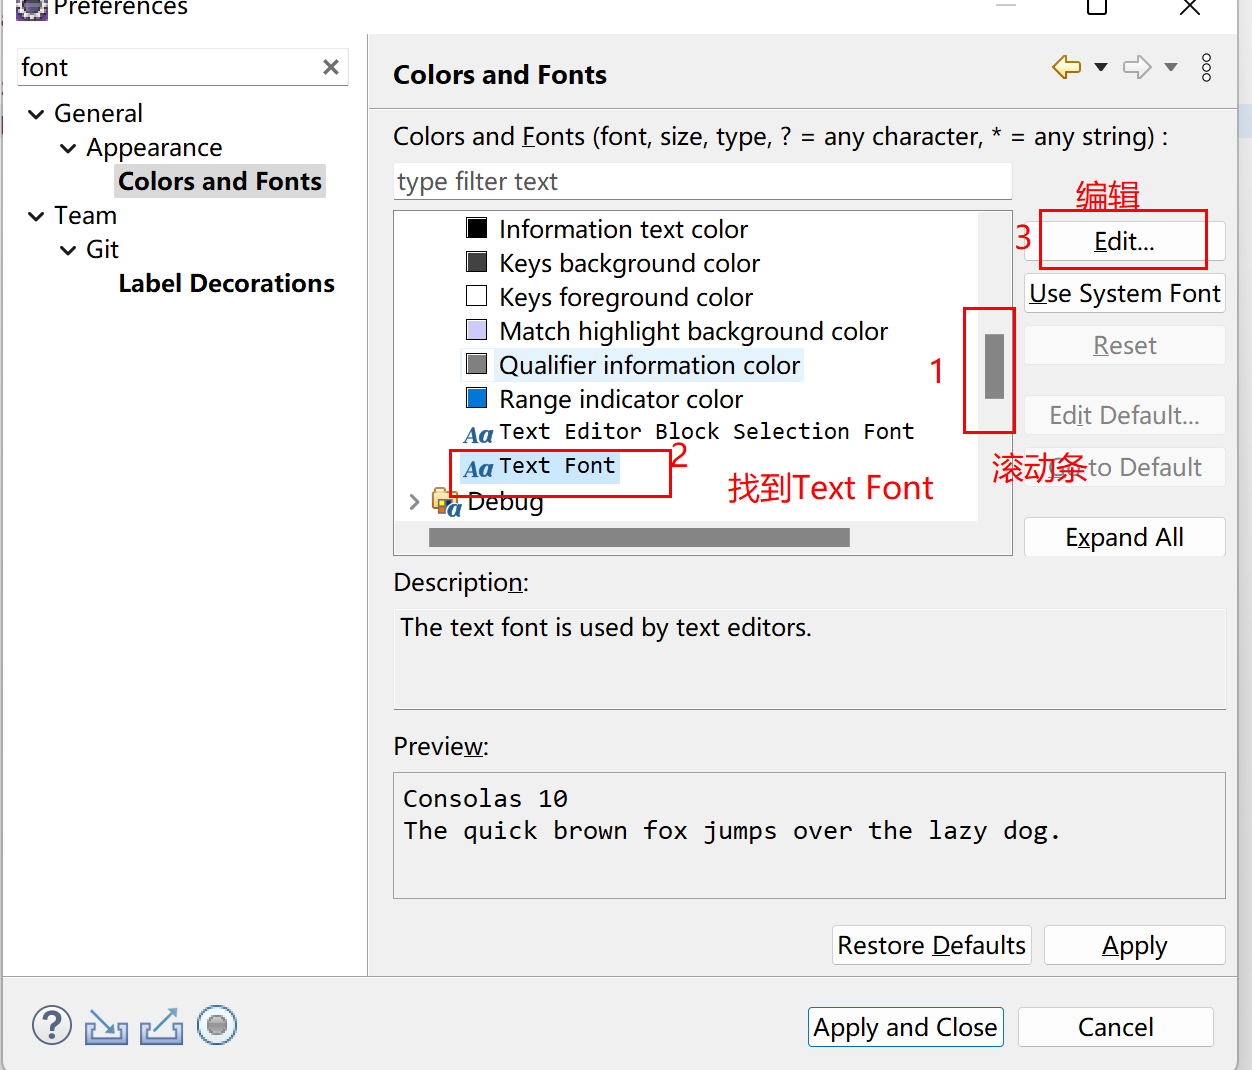 Preferences
font
General
Appearance
Colors and Fonts
Team
Git
Label Decorations
Colors and Fonts
Colors and Fonts (font, size, type, ? = any character, * = any string) :
type filter text
编辑
Information text color
3
Edit...
Keys background color
Keys foreground color
Use System Font
Match highlight background color
Reset
Qualifier information color
1
Range indicator color
Edit Default...
Text Editor Block Selection Font
Text Font
2
滚动条
to Default
找到Text Font
Debug
Expand All
Description:
The text font is used by text editors.
Preview:
Consolas 10
The quick brown fox jumps over the lazy dog.
Restore Defaults
Apply
Apply and Close
Cancel